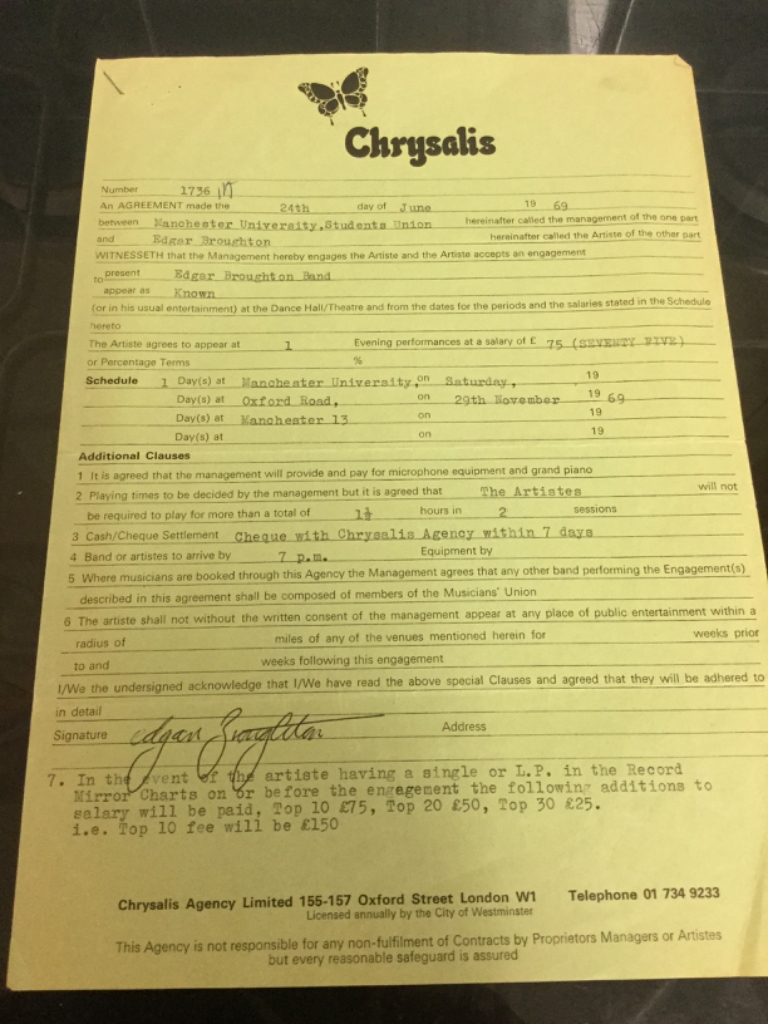 Chrysalis
Number 1736
An AGREEMENT made the 24th day of June 19 69
between Manchester University,Students Union hereinafter called the management of the one part
and Edgar Broughton hereinafter called the Artiste of the other part
WITNESSETH that the Management hereby engages the Artiste and the Artiste accepts an engagement
to present Edgar Broughton Band
appear as Known
(or in his usual entertainment) at the Dance Hall/Theatre and from the dates for the periods and the salaries stated in the Schedule
hereto
The Artiste agrees to appear at 1 Evening performances at a salary of £ 75 (SEVENTY FIVE)
or Percentage Terms %
Schedule 1 Day(s) at Manchester University, on Saturday, 19
Day(s) at Oxford Road, on 29th November 19 69
Day(s) at Manchester 13 on 19
Day(s) at on 19
Additional Clauses
1 It is agreed that the management will provide and pay for microphone equipment and grand piano
2 Playing times to be decided by the management but it is agreed that The Artistes will not
be required to play for more than a total of 1½ hours in 2 sessions
3 Cash/Cheque Settlement Cheque with Chrysalis Agency within 7 days
4 Band or artistes to arrive by 7 p.m. Equipment by
5 Where musicians are booked through this Agency the Management agrees that any other band performing the Engagement(s)
described in this agreement shall be composed of members of the Musicians' Union
6 The artiste shall not without the written consent of the management appear at any place of public entertainment within a
radius of miles of any of the venues mentioned herein for weeks prior
to and weeks following this engagement
I/We the undersigned acknowledge that I/We have read the above special Clauses and agreed that they will be adhered to
in detail
Signature Edgar Broughton Address
7. In the event of the artiste having a single or L.P. in the Record
Mirror Charts on or before the engagement the following additions to
salary will be paid, Top 10 £75, Top 20 £50, Top 30 £25.
i.e. Top 10 fee will be £150
Chrysalis Agency Limited 155-157 Oxford Street London W1 Telephone 01 734 9233
Licensed annually by the City of Westminster
This Agency is not responsible for any non-fulfilment of Contracts by Proprietors Managers or Artistes
but every reasonable safeguard is assured